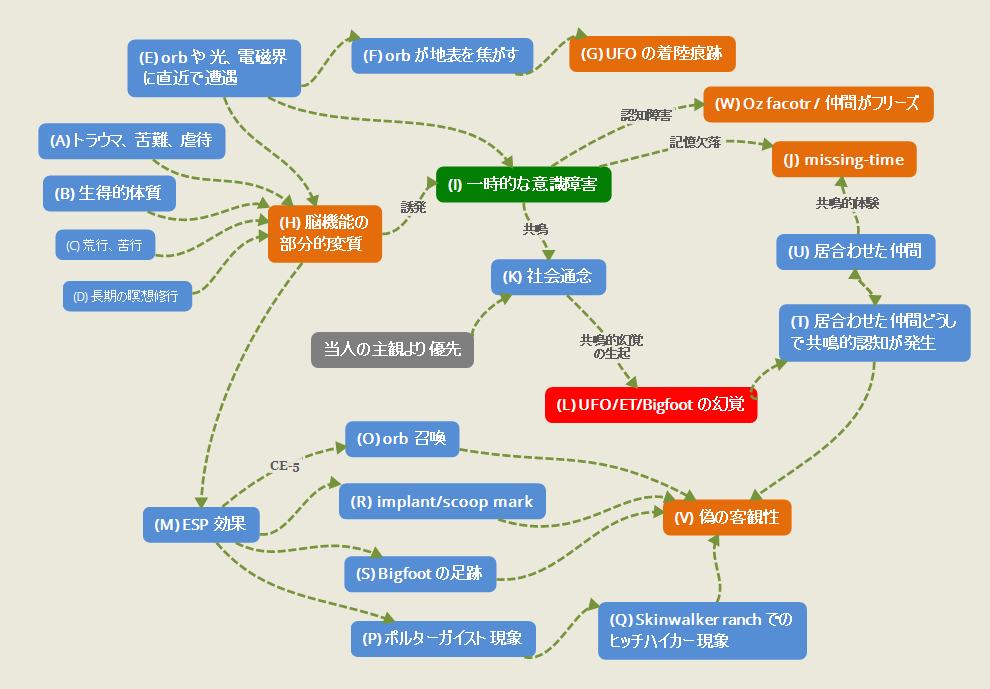 (E) orb や 光、電磁界
に直近で遭遇
(F) orb が地表を焦がす
(G) UFO の着陸痕跡
(W) Oz facotr / 仲間がフリーズ
認知障害
(A) トラウマ、苦難、虐待
記憶欠落
(J) missing-time
(B) 生得的体質
(I) 一時的な意識障害
誘発
共鳴的体験
(H) 脳機能の
部分的変質
共鳴
(C) 荒行、苦行
(U) 居合わせた仲間
(K) 社会通念
(D) 長期の瞑想修行
(T) 居合わせた仲間どうし
で共鳴的認知が発生
当人の主観より優先
共鳴的幻覚
の生起
(L) UFO/ET/Bigfoot の幻覚
(O) orb 召喚
CE-5
(R) implant/scoop mark
(M) ESP 効果
(V) 偽の客観性
(S) Bigfoot の足跡
(P) ポルターガイスト 現象
(Q) Skinwalker ranch での
ヒッチハイカー 現象